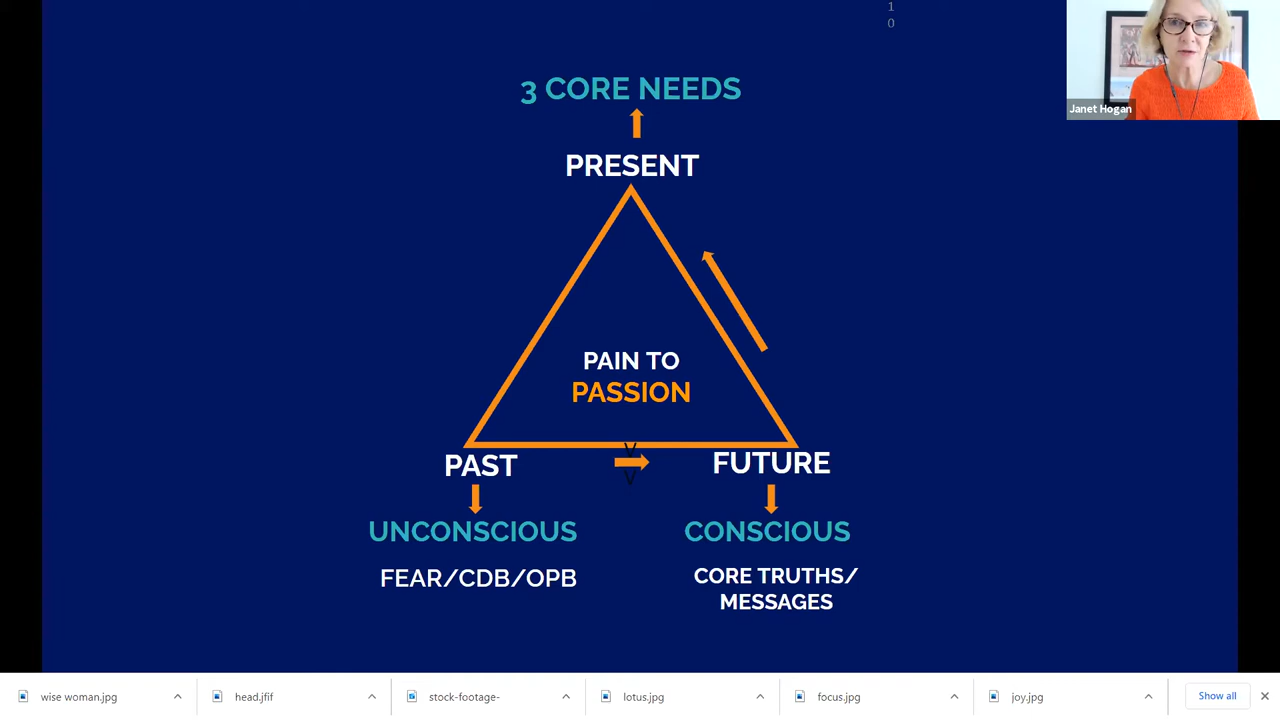 1
0
Janet Hogan
3 CORE NEEDS
PRESENT
PAIN TO
PASSION
V
V
PAST
FUTURE
UNCONSCIOUS
CONSCIOUS
FEAR/CDB/OPB
CORE TRUTHS/
MESSAGES
wise woman.jpg
head.jfif
stock-footage-
lotus.jpg
focus.jpg
joy.jpg
Show all